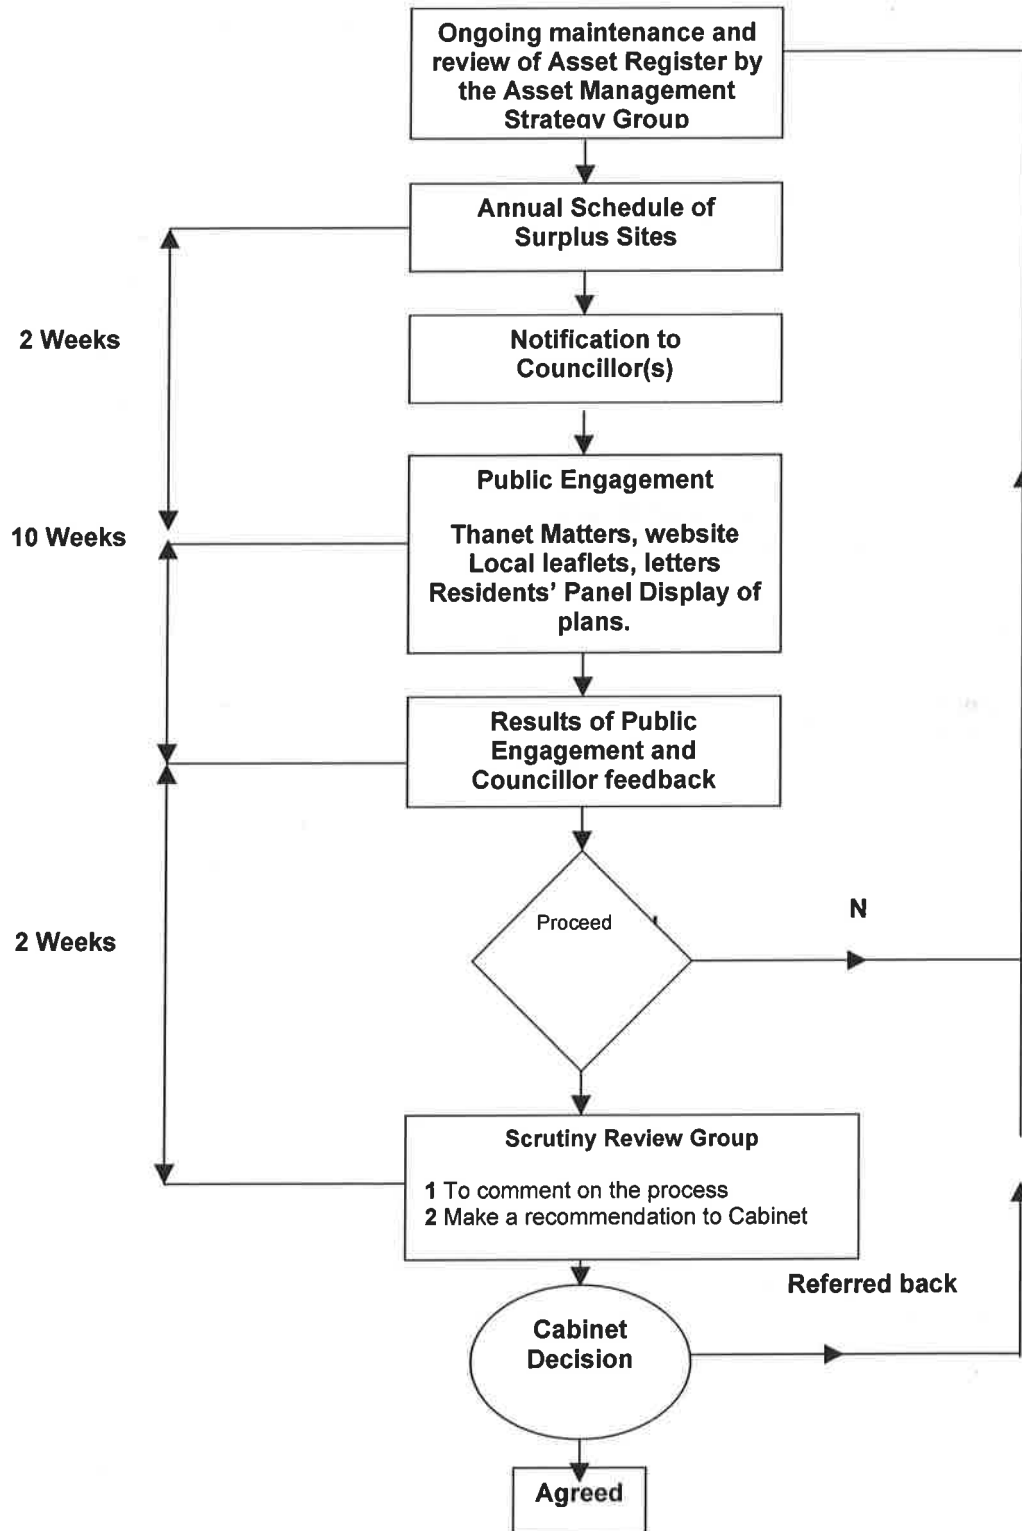 Ongoing maintenance and
review of Asset Register by
the Asset Management
Strategy Group
Annual Schedule of
Surplus Sites
2 Weeks
Notification to
Councillor(s)
Public Engagement
10 Weeks
Thanet Matters, website
Local leaflets, letters
Residents' Panel Display of
plans.
Results of Public
Engagement and
Councillor feedback
Proceed
N
2 Weeks
Scrutiny Review Group
1 To comment on the process
2 Make a recommendation to Cabinet
Referred back
Cabinet
Decision
Agreed